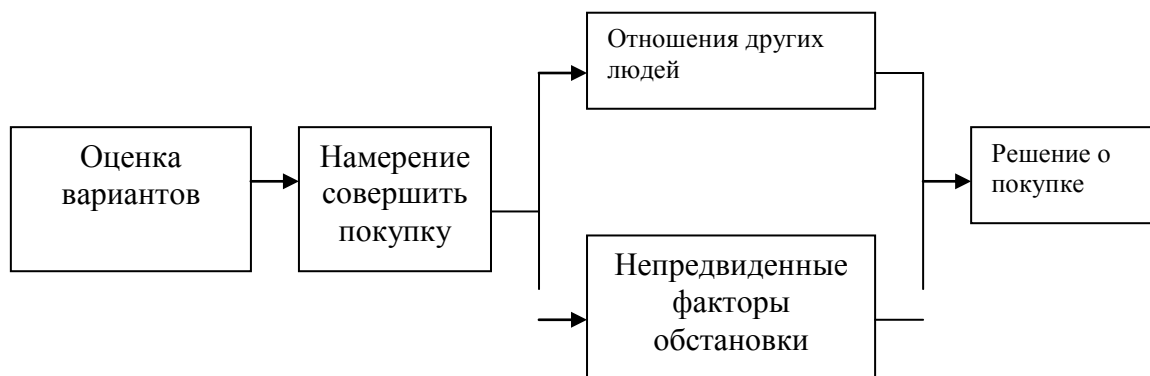 Оценка
вариантов
Намерение
совершить
покупку
Отношения других
людей
Непредвиденные
факторы
обстановки
Решение о
покупке